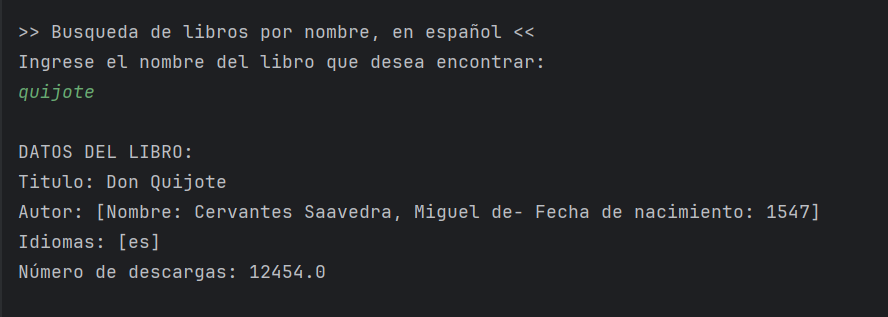 >> Busqueda de libros por nombre, en español <<
Ingrese el nombre del libro que desea encontrar:
quijote
DATOS DEL LIBRO:
Titulo: Don Quijote
Autor: [Nombre: Cervantes Saavedra, Miguel de- Fecha de nacimiento: 1547]
Idiomas: [es]
Número de descargas: 12454.0